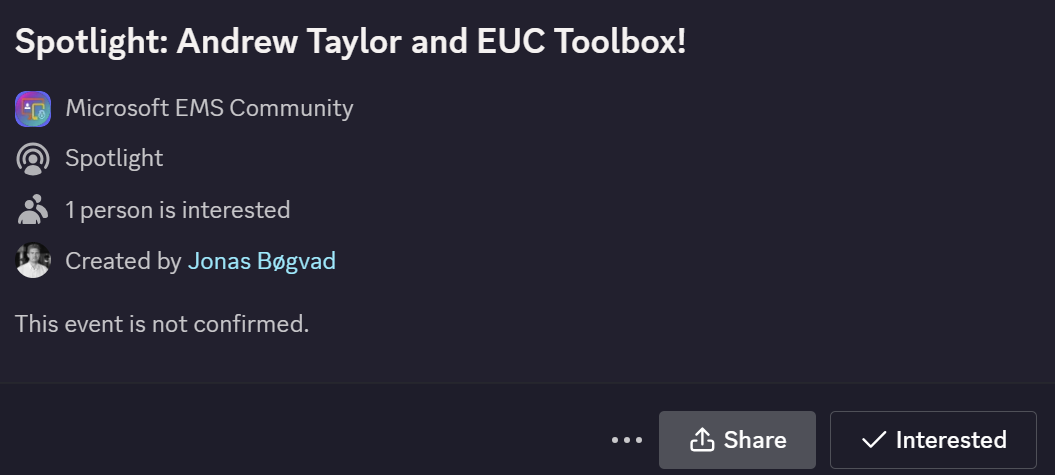 Spotlight: Andrew Taylor and EUC Toolbox!
Microsoft EMS Community
Spotlight
1 person is interested
Created by Jonas Bøgvad
This event is not confirmed.
Share
Interested